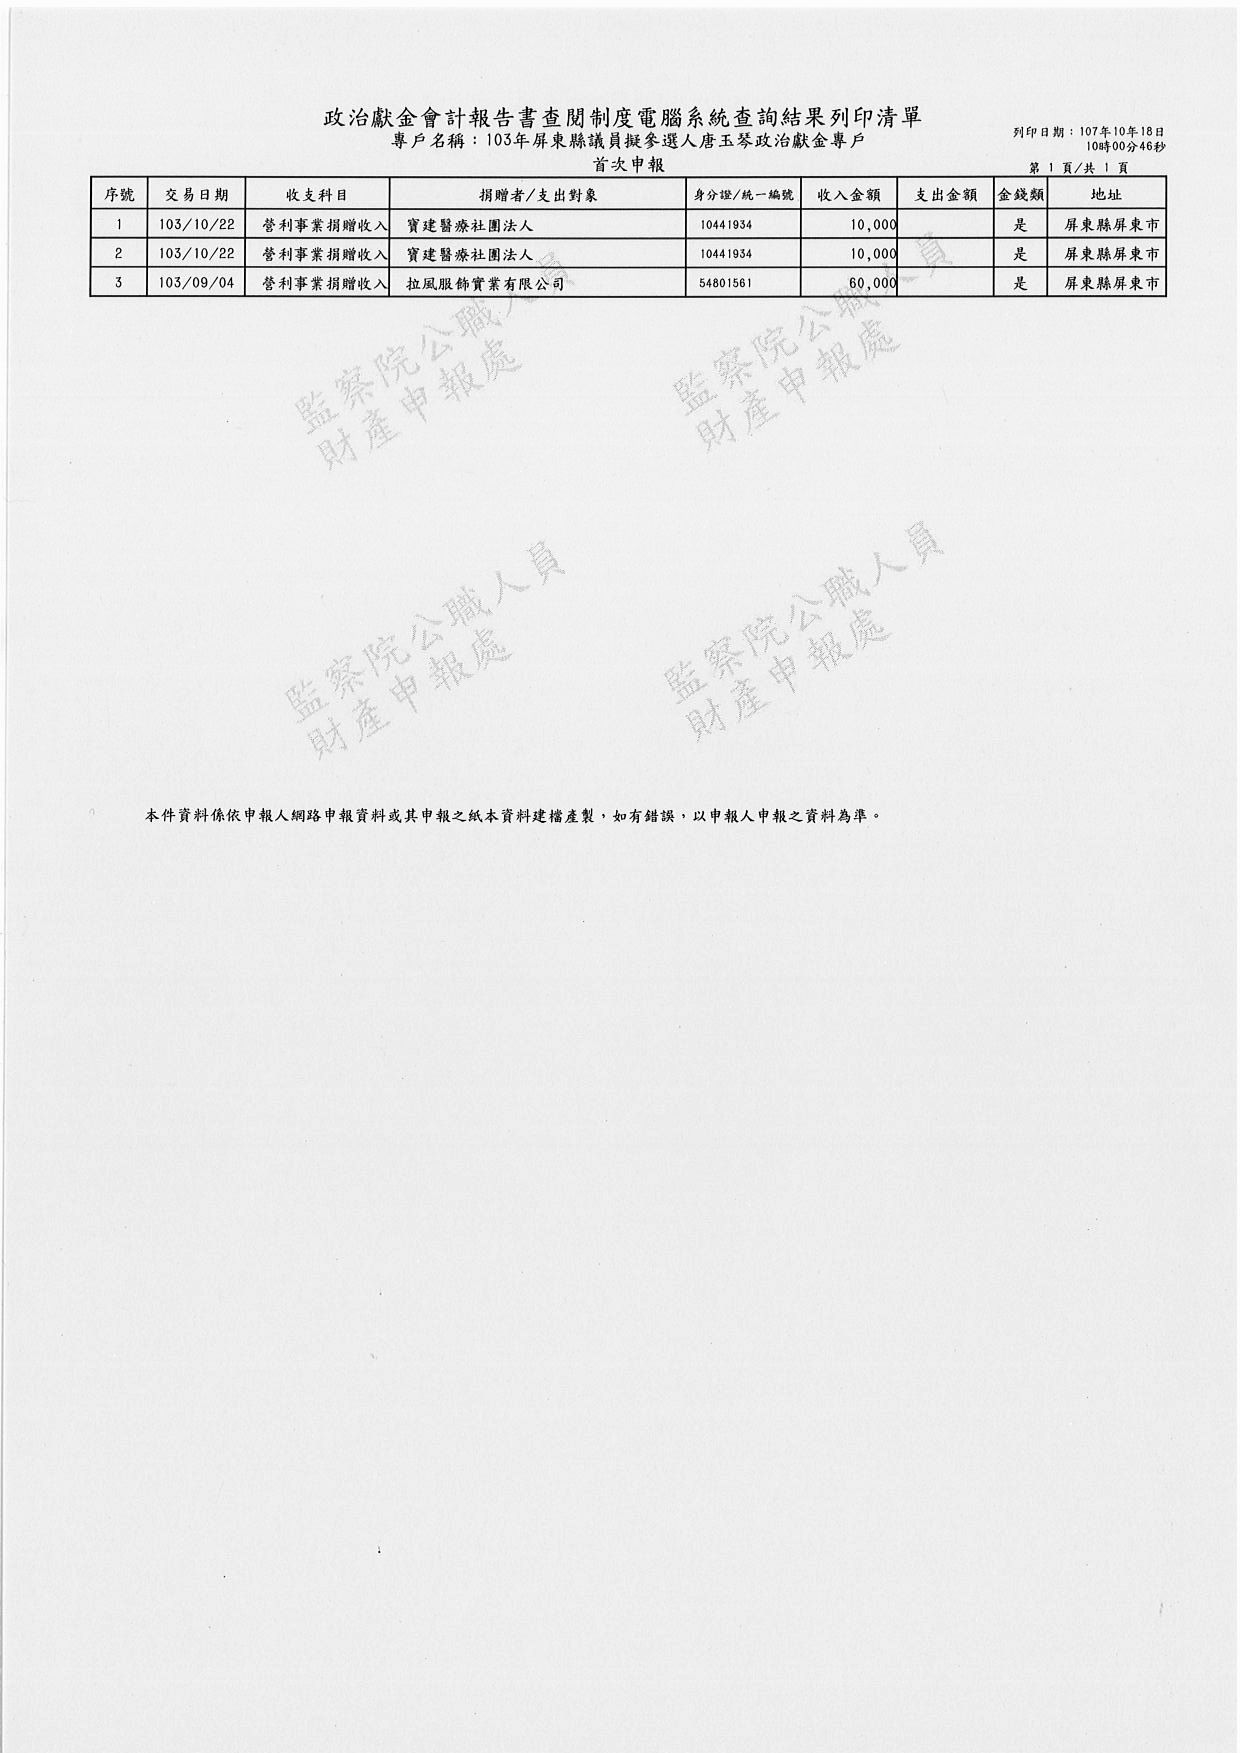 政治獻金會計報告書查閱制度電腦系統查詢結果列印清單
專戶名稱：103年屏東縣議員擬參選人唐玉琴政治獻金專戶
列印日期：107年10年18日
10時00分46秒
首次申報
第 1 頁/共 1 頁
序號 交易日期 收支科目 捐贈者/支出對象 身分證/統一編號 收入金額 支出金額 金錢類 地址
1 103/10/22 營利事業捐贈收入 寶建醫療社團法人 10441934 10,000 是 屏東縣屏東市
2 103/10/22 營利事業捐贈收入 寶建醫療社團法人 10441934 10,000 是 屏東縣屏東市
3 103/09/04 營利事業捐贈收入 拉風服飾實業有限公司 54801561 60,000 是 屏東縣屏東市
監察院公職人員
財產申報處
監察院公職人員
財產申報處
監察院公職人員
財產申報處
監察院公職人員
財產申報處
本件資料係依申報人網路申報資料或其申報之紙本資料建檔產製，如有錯誤，以申報人申報之資料為準。